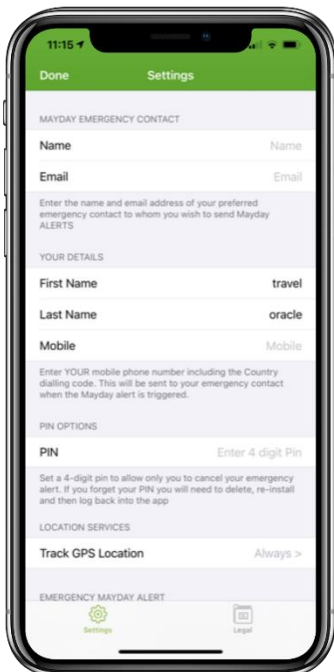 11:15
Done Settings
MAYDAY EMERGENCY CONTACT
Name Name
Email Email
Enter the name and email address of your preferred
emergency contact to whom you wish to send Mayday
ALERTS
YOUR DETAILS
First Name travel
Last Name oracle
Mobile Mobile
Enter YOUR mobile phone number including the Country
dialling code. This will be sent to your emergency contact
when the Mayday alert is triggered.
PIN OPTIONS
PIN Enter 4 digit Pin
Set a 4-digit pin to allow only you to cancel your emergency
alert. If you forget your PIN you will need to delete, re-install
and then log back into the app
LOCATION SERVICES
Track GPS Location Always >
EMERGENCY MAYDAY ALERT
Settings Legal